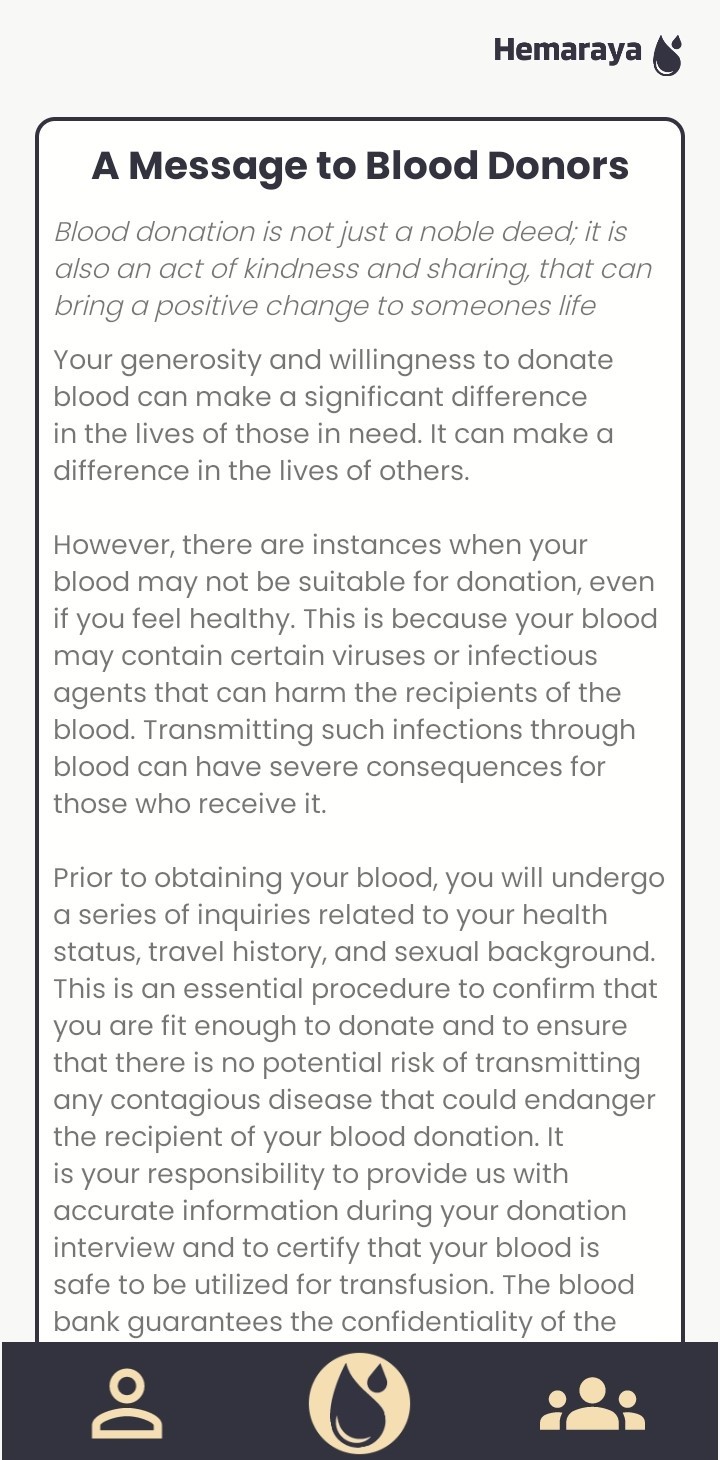 Hemaraya
A Message to Blood Donors
Blood donation is not just a noble deed; it is
also an act of kindness and sharing, that can
bring a positive change to someones life
Your generosity and willingness to donate
blood can make a significant difference
in the lives of those in need. It can make a
difference in the lives of others.
However, there are instances when your
blood may not be suitable for donation, even
if you feel healthy. This is because your blood
may contain certain viruses or infectious
agents that can harm the recipients of the
blood. Transmitting such infections through
blood can have severe consequences for
those who receive it.
Prior to obtaining your blood, you will undergo
a series of inquiries related to your health
status, travel history, and sexual background.
This is an essential procedure to confirm that
you are fit enough to donate and to ensure
that there is no potential risk of transmitting
any contagious disease that could endanger
the recipient of your blood donation. It
is your responsibility to provide us with
accurate information during your donation
interview and to certify that your blood is
safe to be utilized for transfusion. The blood
bank guarantees the confidentiality of the